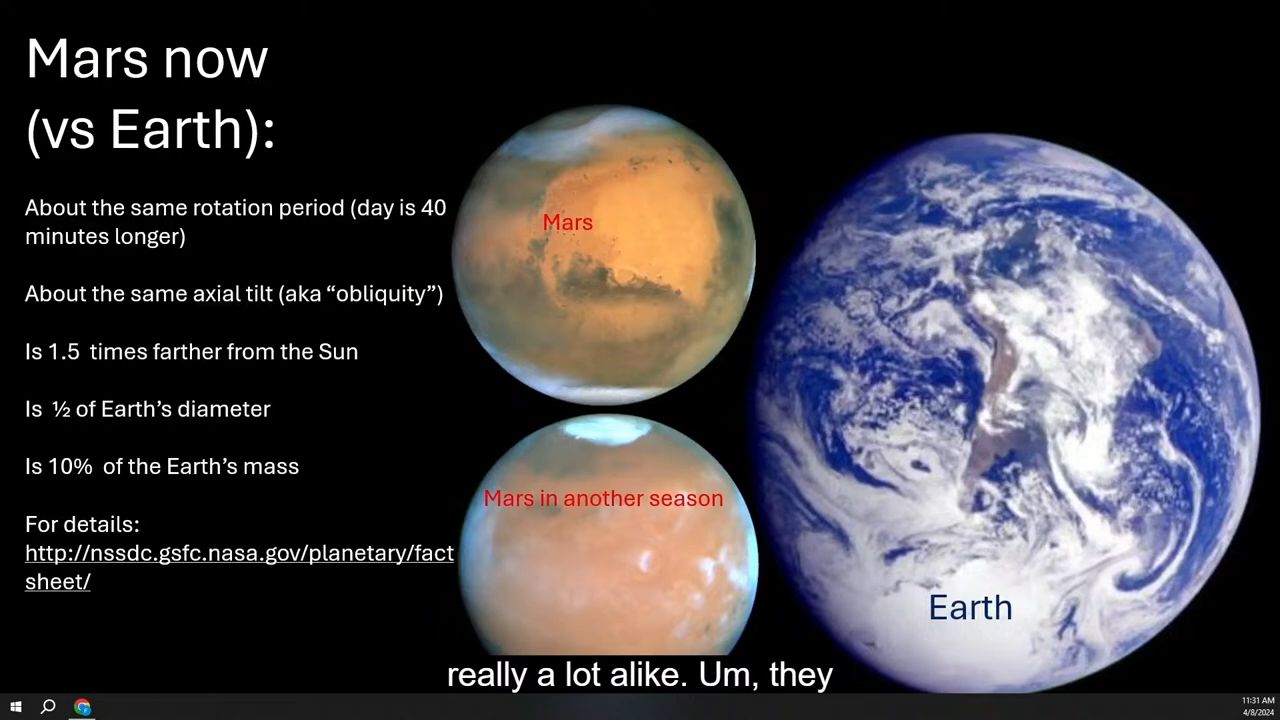 Mars now
(vs Earth):
About the same rotation period (day is 40
minutes longer)
About the same axial tilt (aka “obliquity”)
Is 1.5 times farther from the Sun
Is ½ of Earth’s diameter
Is 10% of the Earth’s mass
For details:
http://nssdc.gsfc.nasa.gov/planetary/fact
sheet/
Mars
Mars in another season
Earth
really a lot alike. Um, they
11:31 AM
4/8/2024